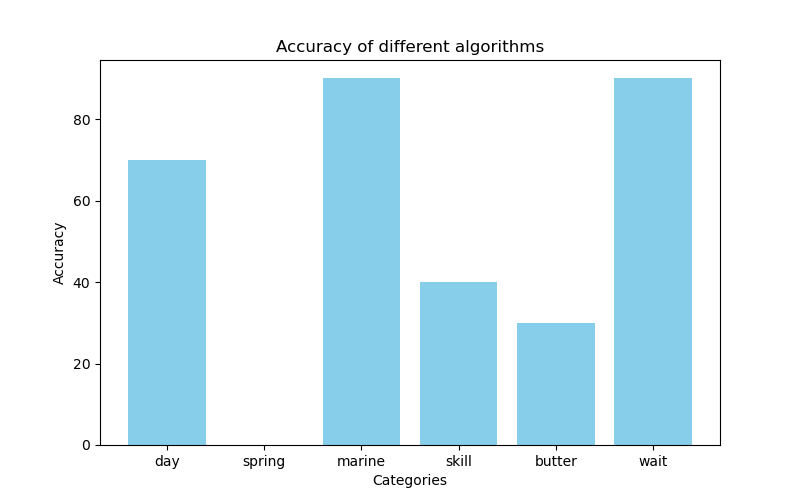 Accuracy of different algorithms
Accuracy
80
60
40
20
0
day spring marine skill butter wait
Categories